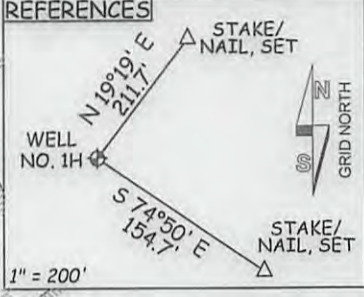 REFERENCES
STAKE/
NAIL, SET
N 19°19' E
211.7'
N
S
GRID NORTH
WELL
NO. 1H
S 74°50' E
154.7'
STAKE/
NAIL, SET
1" = 200'